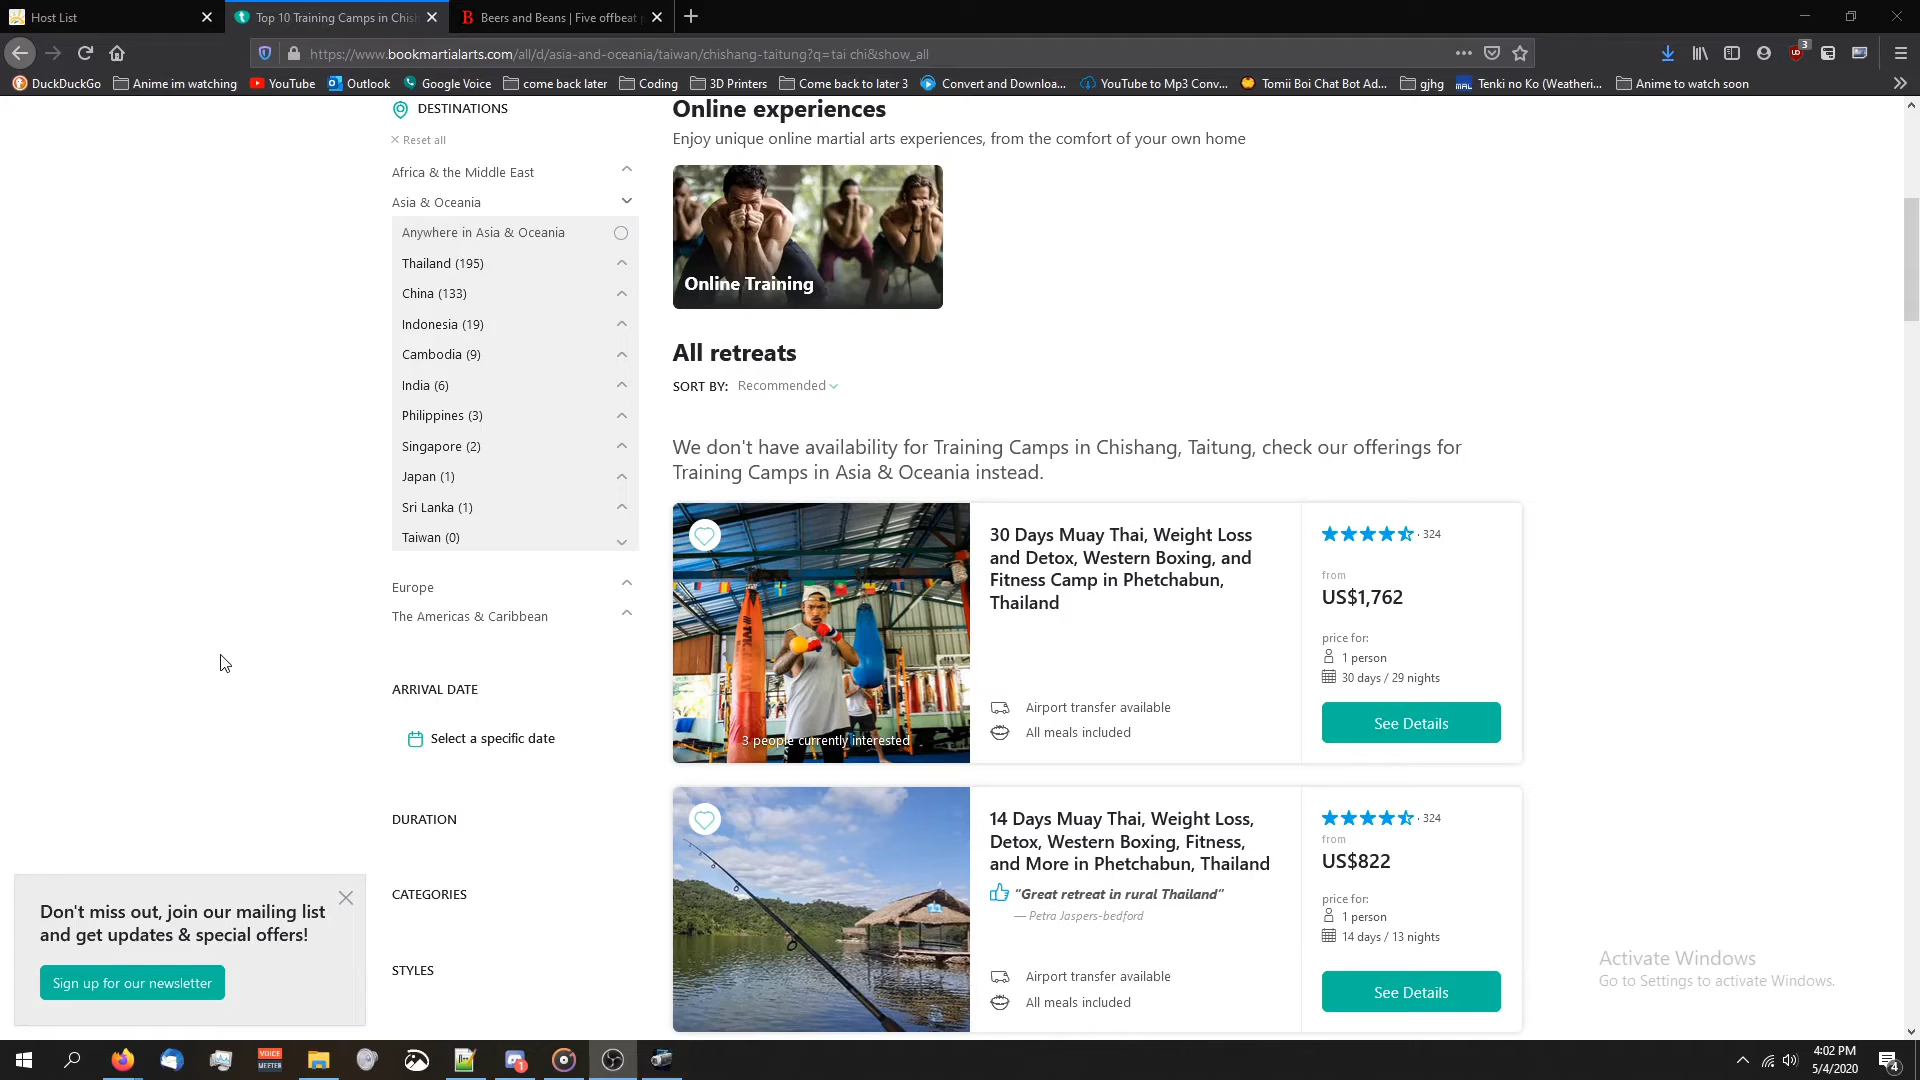 Host List
Top 10 Training Camps in Chish
Beers and Beans | Five offbeat
https://www.bookmartialarts.com/all/d/asia-and-oceania/taiwan/chishang-taitung?q=tai chi&show_all
3
DuckDuckGo
Anime im watching
YouTube
Outlook
Google Voice
come back later
Coding
3D Printers
Come back to later 3
Convert and Downloa...
YouTube to Mp3 Conv...
Tomii Boi Chat Bot Ad...
gjhg
MAL
Tenki no Ko (Weatheri...
Anime to watch soon
DESTINATIONS
Reset all
Africa & the Middle East
Asia & Oceania
Anywhere in Asia & Oceania
Thailand (195)
China (133)
Indonesia (19)
Cambodia (9)
India (6)
Philippines (3)
Singapore (2)
Japan (1)
Sri Lanka (1)
Taiwan (0)
Europe
The Americas & Caribbean
ARRIVAL DATE
Select a specific date
DURATION
CATEGORIES
STYLES
Don't miss out, join our mailing list
and get updates & special offers!
Sign up for our newsletter
Online experiences
Enjoy unique online martial arts experiences, from the comfort of your own home
Online Training
All retreats
SORT BY: Recommended
We don't have availability for Training Camps in Chishang, Taitung, check our offerings for
Training Camps in Asia & Oceania instead.
3 people currently interested
30 Days Muay Thai, Weight Loss
and Detox, Western Boxing, and
Fitness Camp in Phetchabun,
Thailand
Airport transfer available
All meals included
· 324
from
US$1,762
price for:
1 person
30 days / 29 nights
See Details
14 Days Muay Thai, Weight Loss,
Detox, Western Boxing, Fitness,
and More in Phetchabun, Thailand
"Great retreat in rural Thailand"
— Petra Jaspers-bedford
Airport transfer available
All meals included
· 324
from
US$822
price for:
1 person
14 days / 13 nights
See Details
Activate Windows
Go to Settings to activate Windows.
VOICE
MEETER
1
4:02 PM
5/4/2020
4